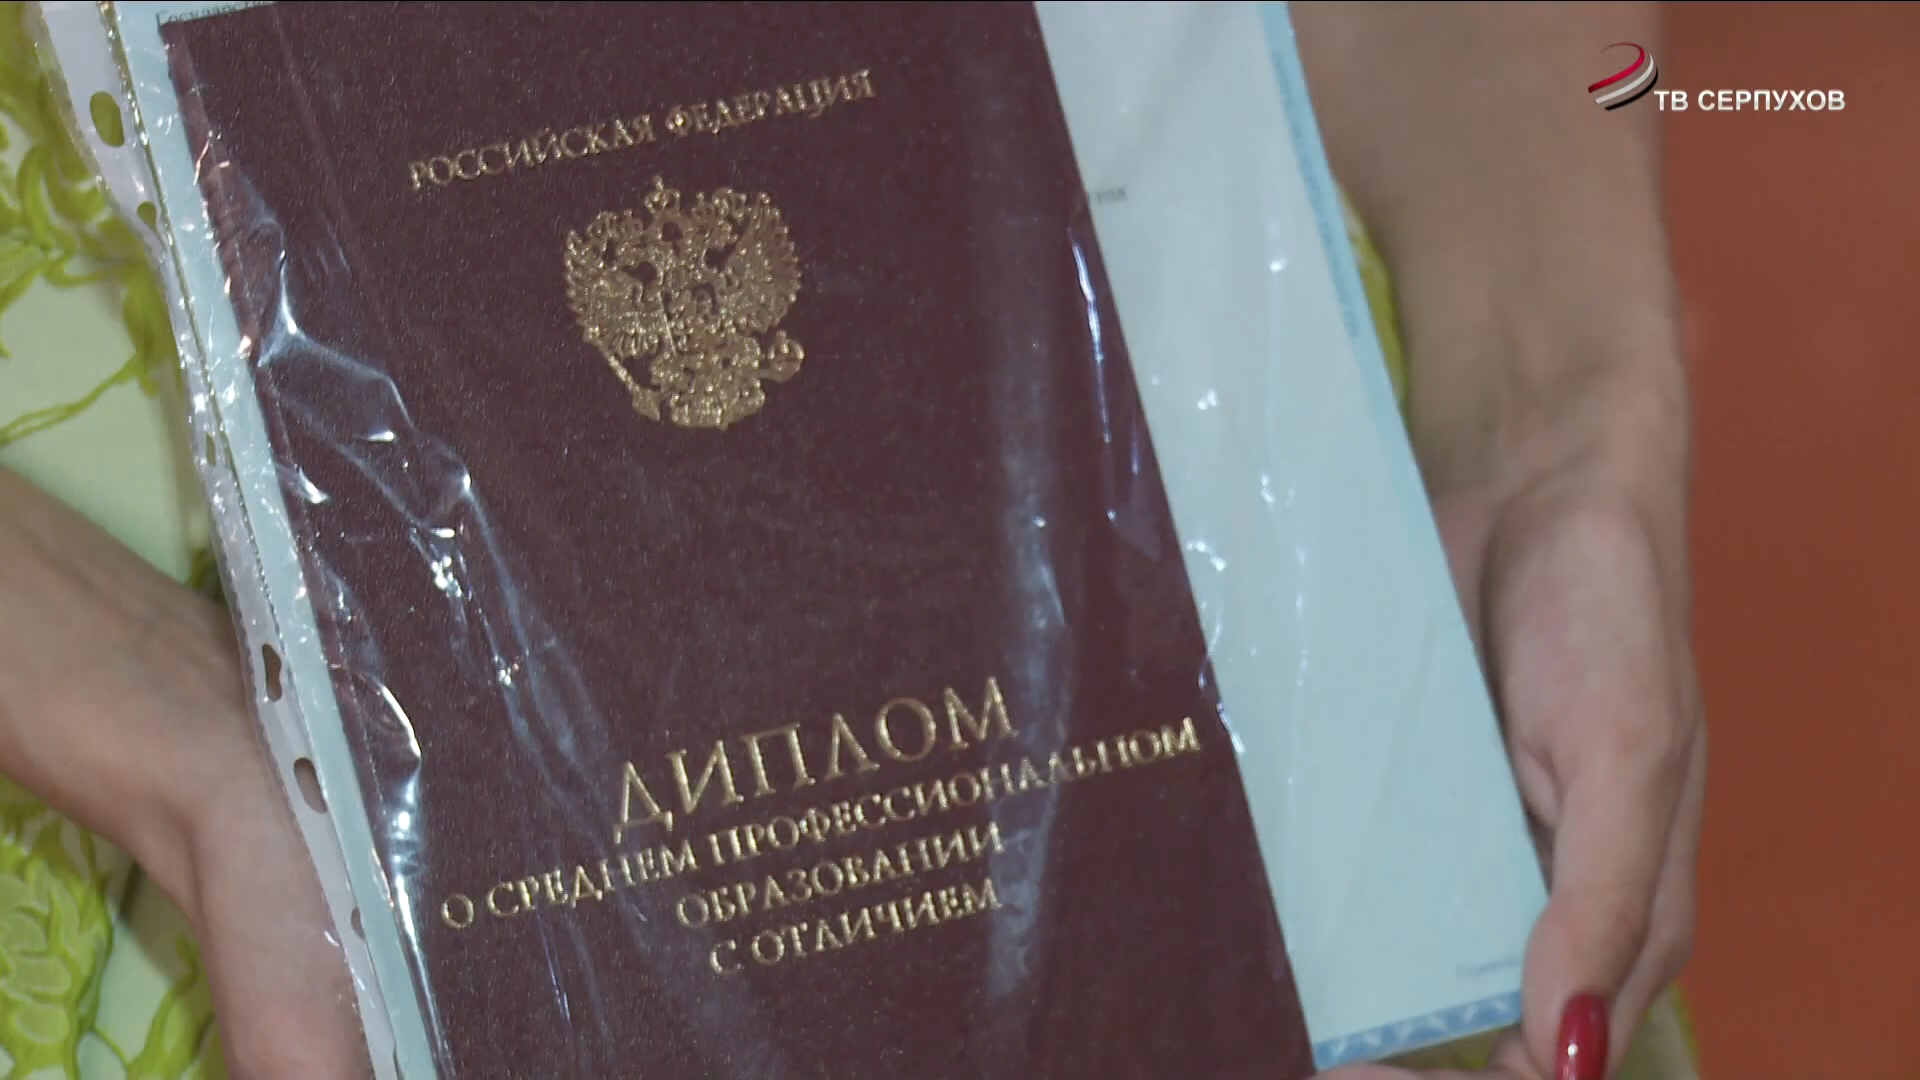 ТВ СЕРПУХОВ
РОССИЙСКАЯ ФЕДЕРАЦИЯ
ДИПЛОМ
О СРЕДНЕМ ПРОФЕССИОНАЛЬНОМ
ОБРАЗОВАНИИ
С ОТЛИЧИЕМ